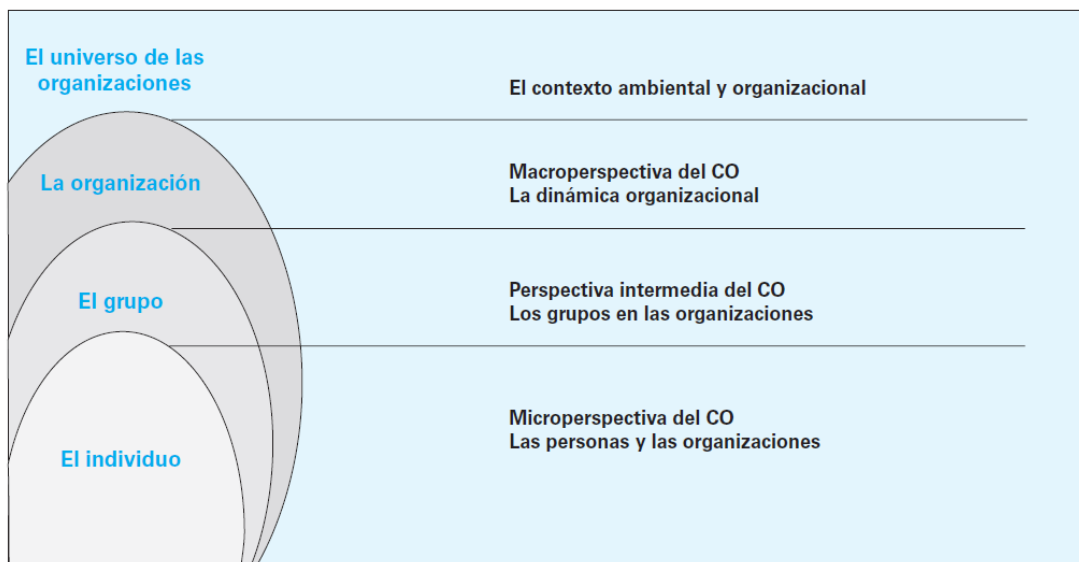 El universo de las
organizaciones
El contexto ambiental y organizacional
La organización
Macroperspectiva del CO
La dinámica organizacional
El grupo
Perspectiva intermedia del CO
Los grupos en las organizaciones
El individuo
Microperspectiva del CO
Las personas y las organizaciones